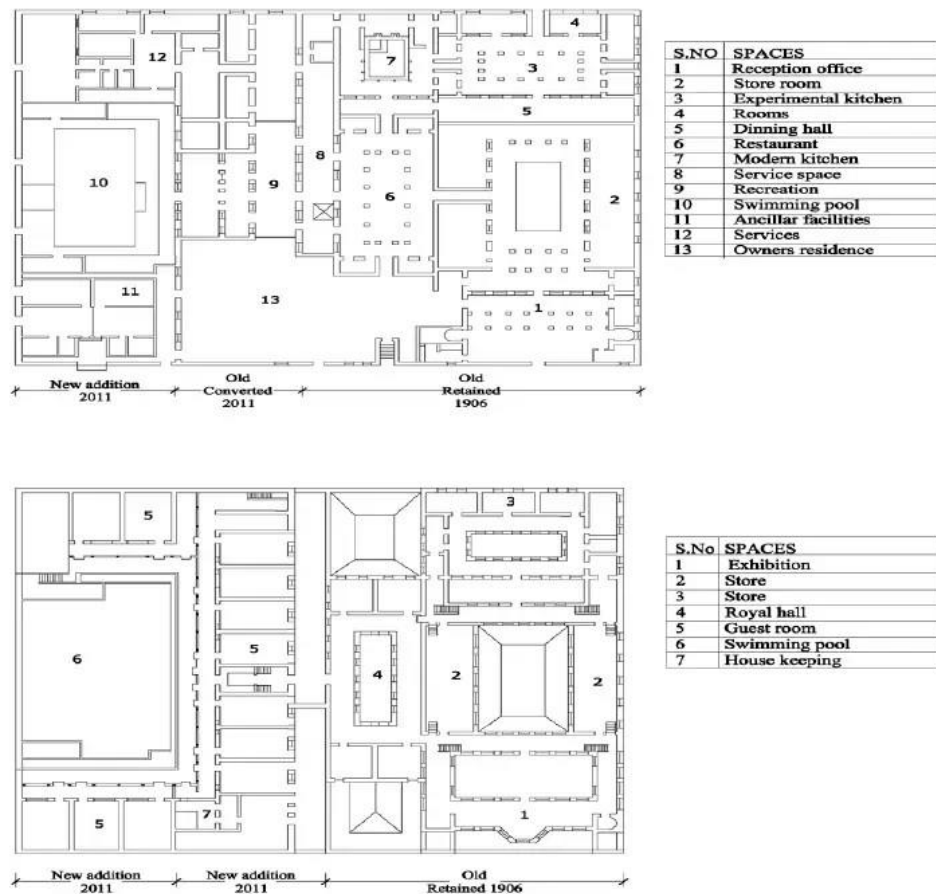 4
12
7
3
5
8
10
9
6
2
11
13
1
New addition
2011
Old
Converted
2011
Old
Retained
1906
S.NO SPACES
1 Reception office
2 Store room
3 Experimental kitchen
4 Rooms
5 Dinning hall
6 Restaurant
7 Modern kitchen
8 Service space
9 Recreation
10 Swimming pool
11 Ancillar facilities
12 Services
13 Owners residence
3
5
5
6
4
2
2
7
5
1
New addition
2011
New addition
2011
Old
Retained 1906
S.No SPACES
1 Exhibition
2 Store
3 Store
4 Royal hall
5 Guest room
6 Swimming pool
7 House keeping